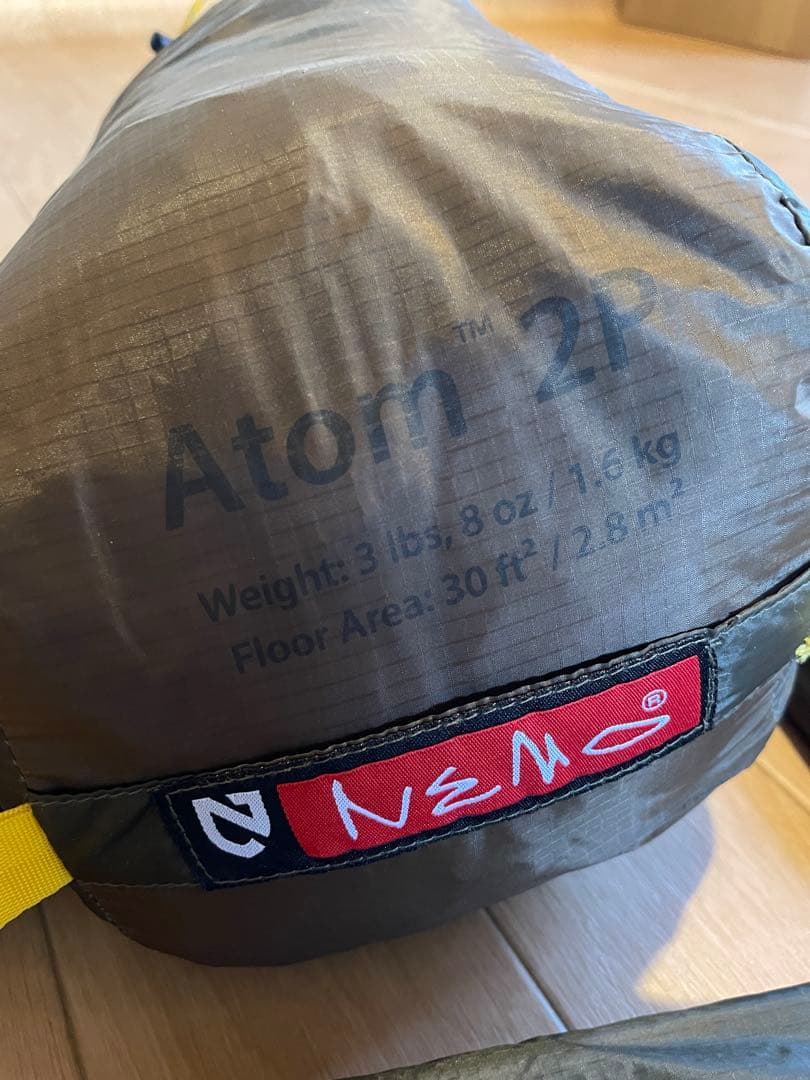 Atom™ 2P
Weight: 3 lbs, 8 oz / 1.6 kg
Floor Area: 30 ft² / 2.8 m²
NEMO®